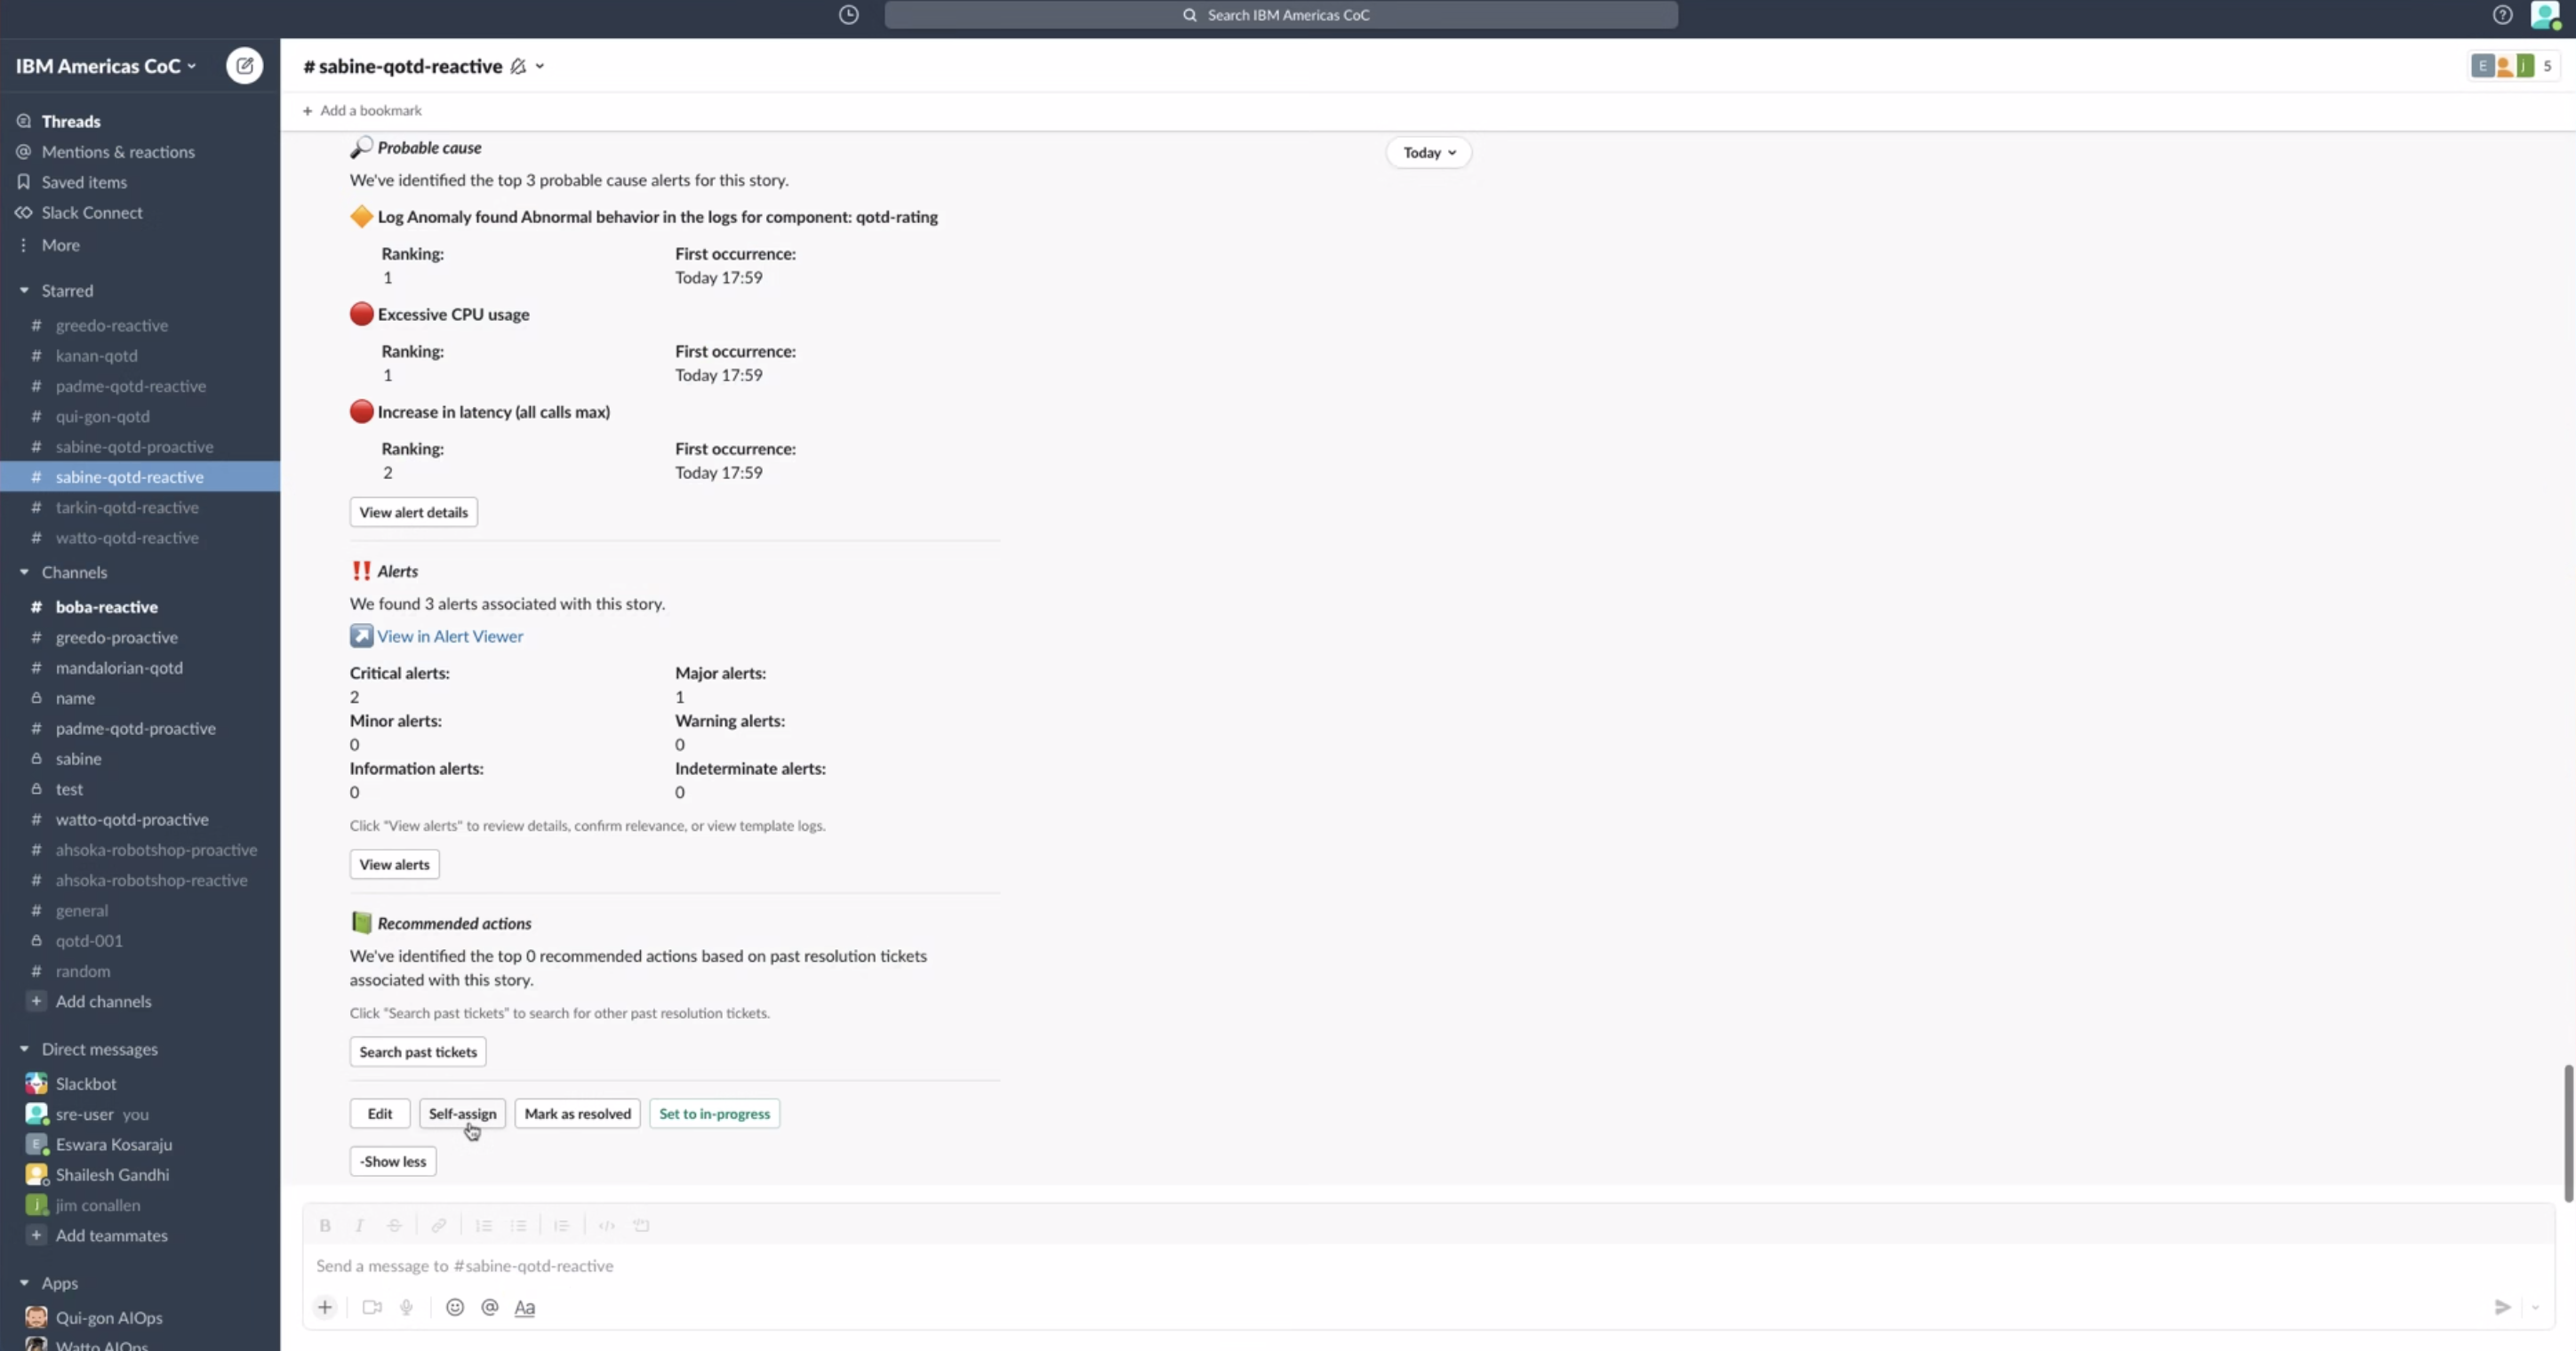 Search IBM Americas CoC
IBM Americas CoC
Threads
Mentions & reactions
Saved items
Slack Connect
More
Starred
# greedo-reactive
# kanan-qotd
# padme-qotd-reactive
# qui-gon-qotd
# sabine-qotd-proactive
# sabine-qotd-reactive
# tarkin-qotd-reactive
# watto-qotd-reactive
Channels
# boba-reactive
# greedo-proactive
# mandalorian-qotd
name
# padme-qotd-proactive
sabine
test
# watto-qotd-proactive
# ahsoka-robotshop-proactive
# ahsoka-robotshop-reactive
# general
qotd-001
# random
+ Add channels
Direct messages
Slackbot
sre-user you
E Eswara Kosaraju
Shailesh Gandhi
j jim conallen
+ Add teammates
Apps
Qui-gon AIOps
Watto AIOps
# sabine-qotd-reactive
E j 5
+ Add a bookmark
Today
Probable cause
We've identified the top 3 probable cause alerts for this story.
Log Anomaly found Abnormal behavior in the logs for component: qotd-rating
Ranking: First occurrence:
1 Today 17:59
Excessive CPU usage
Ranking: First occurrence:
1 Today 17:59
Increase in latency (all calls max)
Ranking: First occurrence:
2 Today 17:59
View alert details
!! Alerts
We found 3 alerts associated with this story.
View in Alert Viewer
Critical alerts: Major alerts:
2 1
Minor alerts: Warning alerts:
0 0
Information alerts: Indeterminate alerts:
0 0
Click "View alerts" to review details, confirm relevance, or view template logs.
View alerts
Recommended actions
We've identified the top 0 recommended actions based on past resolution tickets
associated with this story.
Click "Search past tickets" to search for other past resolution tickets.
Search past tickets
Edit Self-assign Mark as resolved Set to in-progress
-Show less
B I S
Send a message to #sabine-qotd-reactive
+ @ Aa